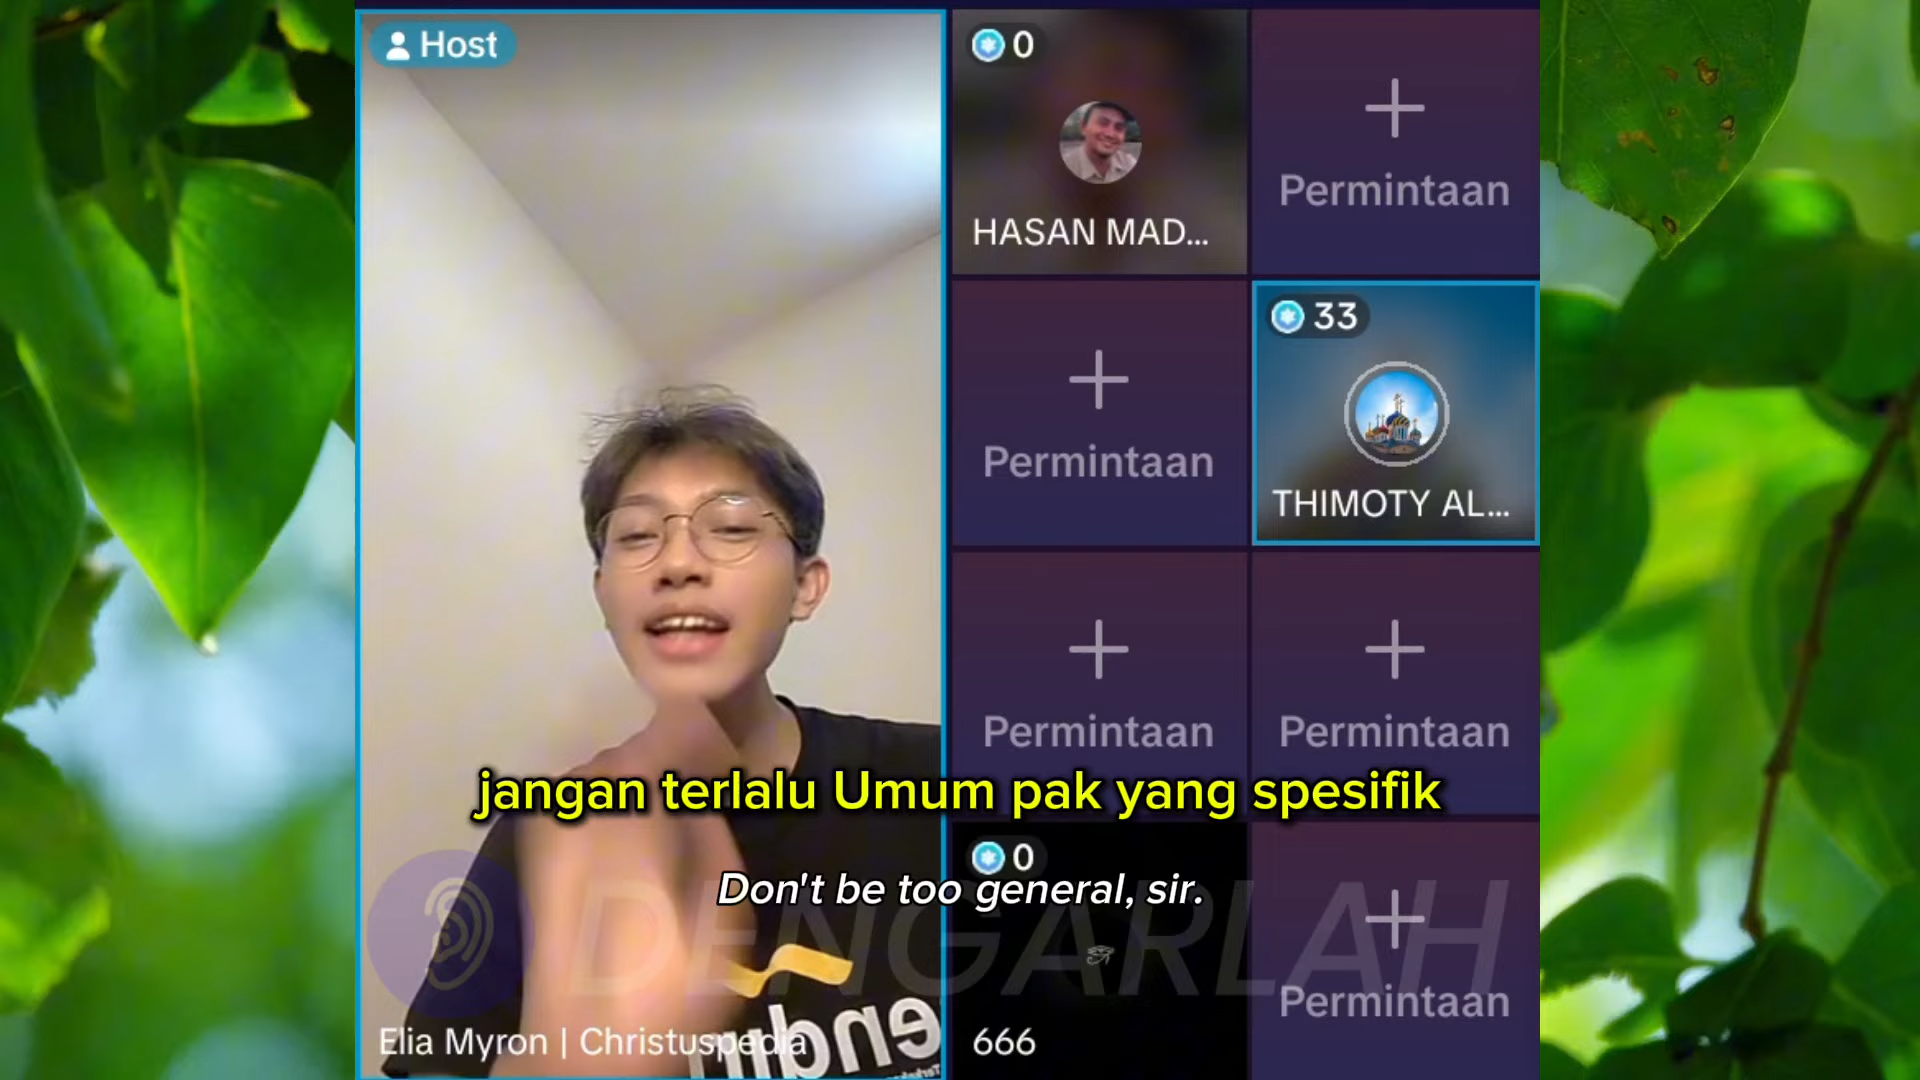 Host
0
HASAN MAD...
Permintaan
Permintaan
33
THIMOTY AL...
Permintaan
Permintaan
jangan terlalu Umum pak yang spesifik
Don't be too general, sir.
0
DENGARLAH
Permintaan
Elia Myron | Christuspedia
666